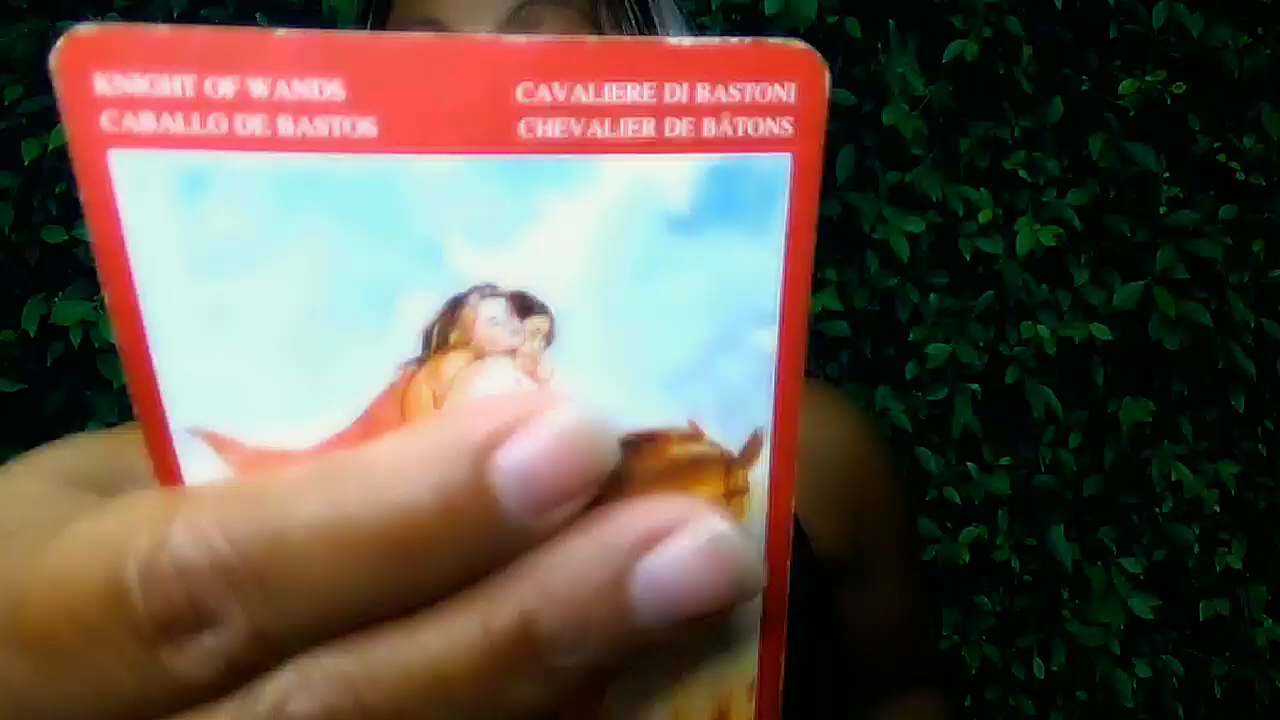 KNIGHT OF WANDS
CABALLO DE BASTOS
CAVALIERE DI BASTONI
CHEVALIER DE BÂTONS